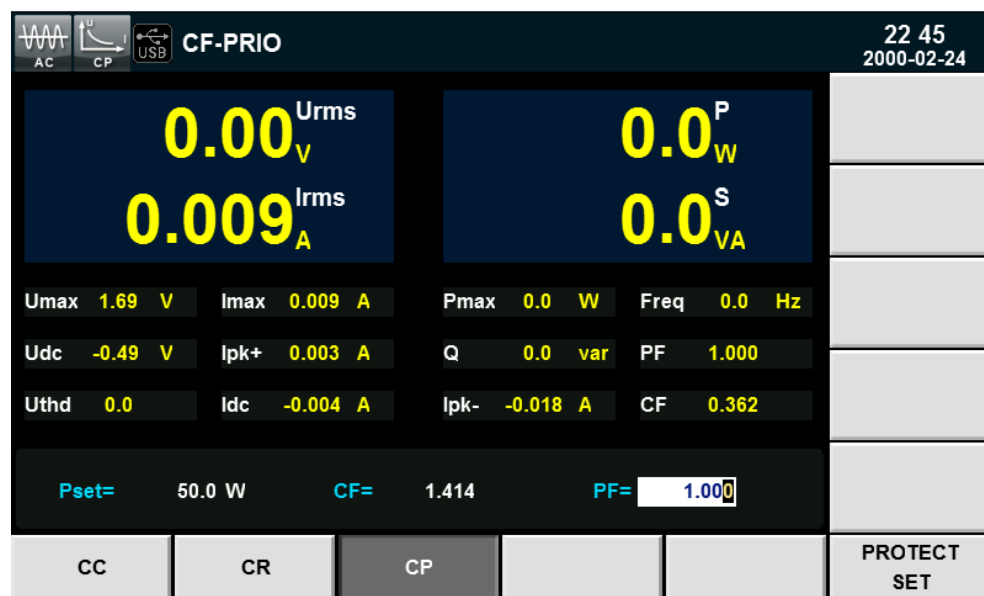 AC CP U I USB CF-PRIO 22 45
2000-02-24
0.00 Urms V 0.0 P W
0.009 Irms A 0.0 S VA
Umax 1.69 V Imax 0.009 A Pmax 0.0 W Freq 0.0 Hz
Udc -0.49 V Ipk+ 0.003 A Q 0.0 var PF 1.000
Uthd 0.0 Idc -0.004 A Ipk- -0.018 A CF 0.362
Pset= 50.0 W CF= 1.414 PF= 1.000
CC CR CP PROTECT
SET